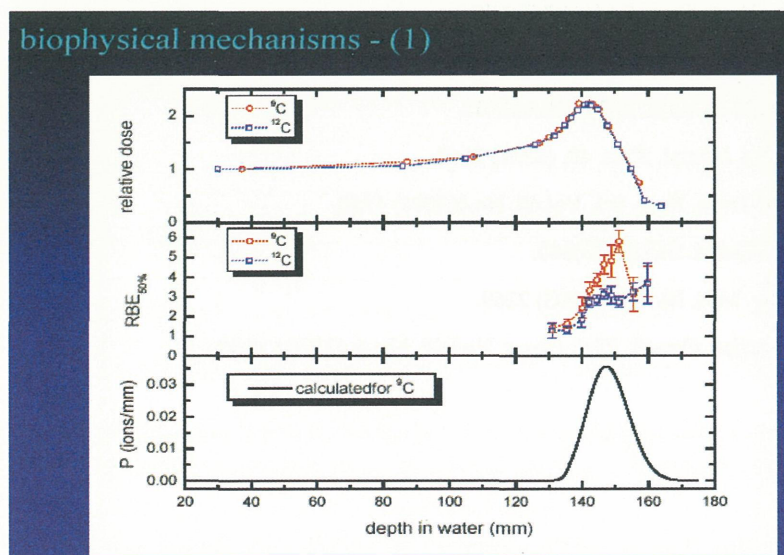 biophysical mechanisms - (1)
relative dose
2
1
0
⁹C
¹²C
RBE50%
6
5
4
3
2
1
0
⁹C
¹²C
P (ions/mm)
0.03
0.02
0.01
0.00
calculatedfor ⁹C
20 40 60 80 100 120 140 160 180
depth in water (mm)